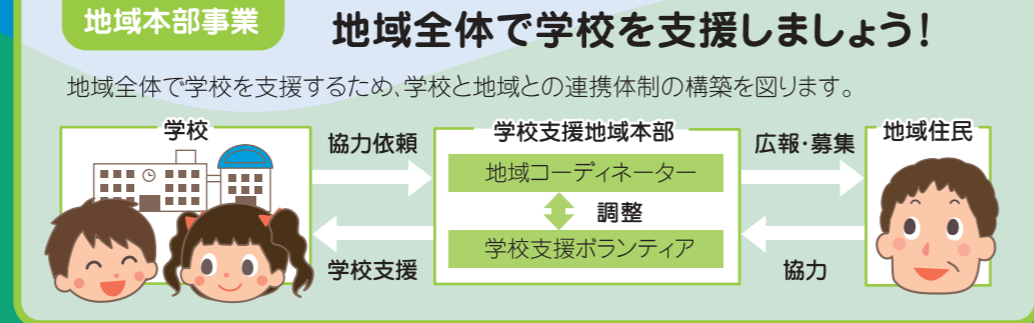 地域本部事業
地域全体で学校を支援しましょう!
地域全体で学校を支援するため、学校と地域との連携体制の構築を図ります。
学校
協力依頼
学校支援
学校支援地域本部
地域コーディネーター
調整
学校支援ボランティア
広報・募集
協力
地域住民